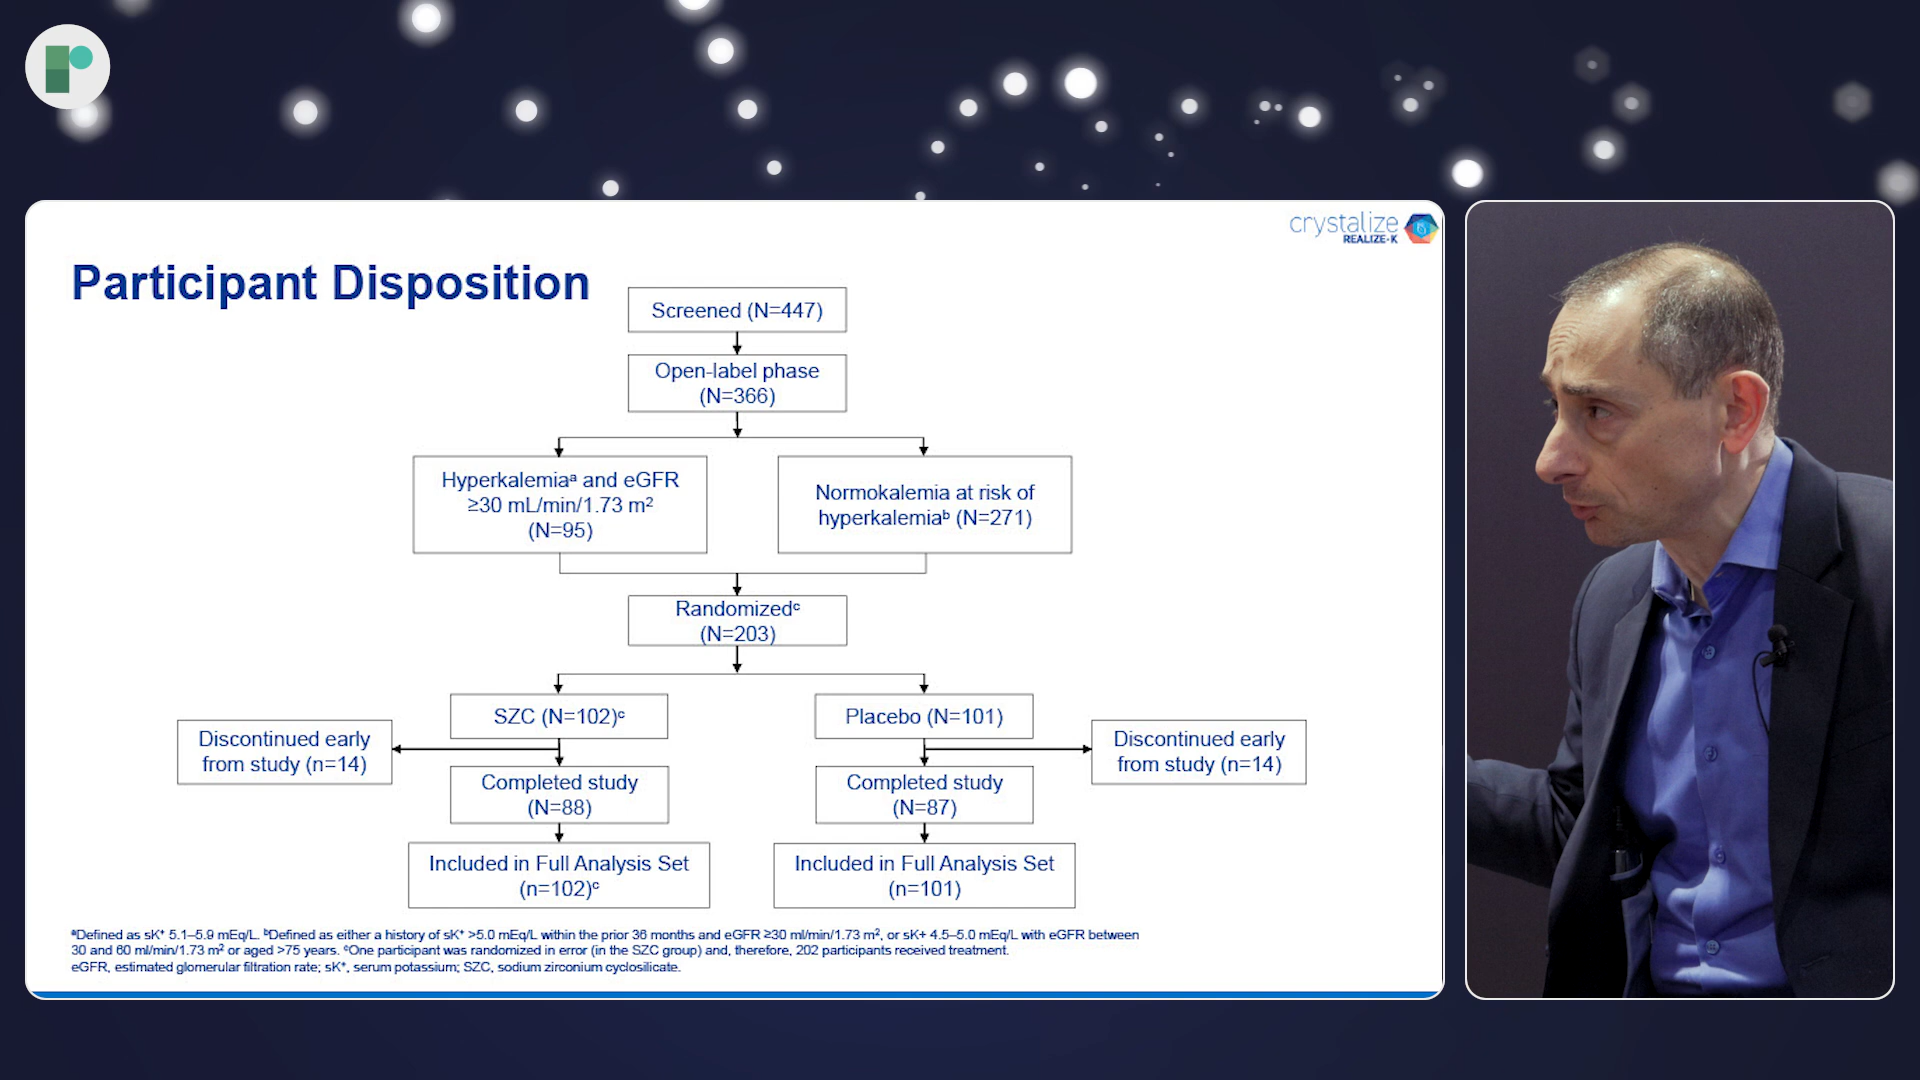 crystalize
REALIZE-K
Participant Disposition
Screened (N=447)
Open-label phase
(N=366)
Hyperkalemiaᵃ and eGFR
≥30 mL/min/1.73 m²
(N=95)
Normokalemia at risk of
hyperkalemiaᵇ (N=271)
Randomizedᶜ
(N=203)
SZC (N=102)ᶜ
Placebo (N=101)
Discontinued early
from study (n=14)
Completed study
(N=88)
Completed study
(N=87)
Discontinued early
from study (n=14)
Included in Full Analysis Set
(n=102)ᶜ
Included in Full Analysis Set
(n=101)
ᵃDefined as sK⁺ 5.1–5.9 mEq/L. ᵇDefined as either a history of sK⁺ >5.0 mEq/L within the prior 36 months and eGFR ≥30 ml/min/1.73 m², or sK+ 4.5–5.0 mEq/L with eGFR between
30 and 60 ml/min/1.73 m² or aged >75 years. ᶜOne participant was randomized in error (in the SZC group) and, therefore, 202 participants received treatment.
eGFR, estimated glomerular filtration rate; sK⁺, serum potassium; SZC, sodium zirconium cyclosilicate.